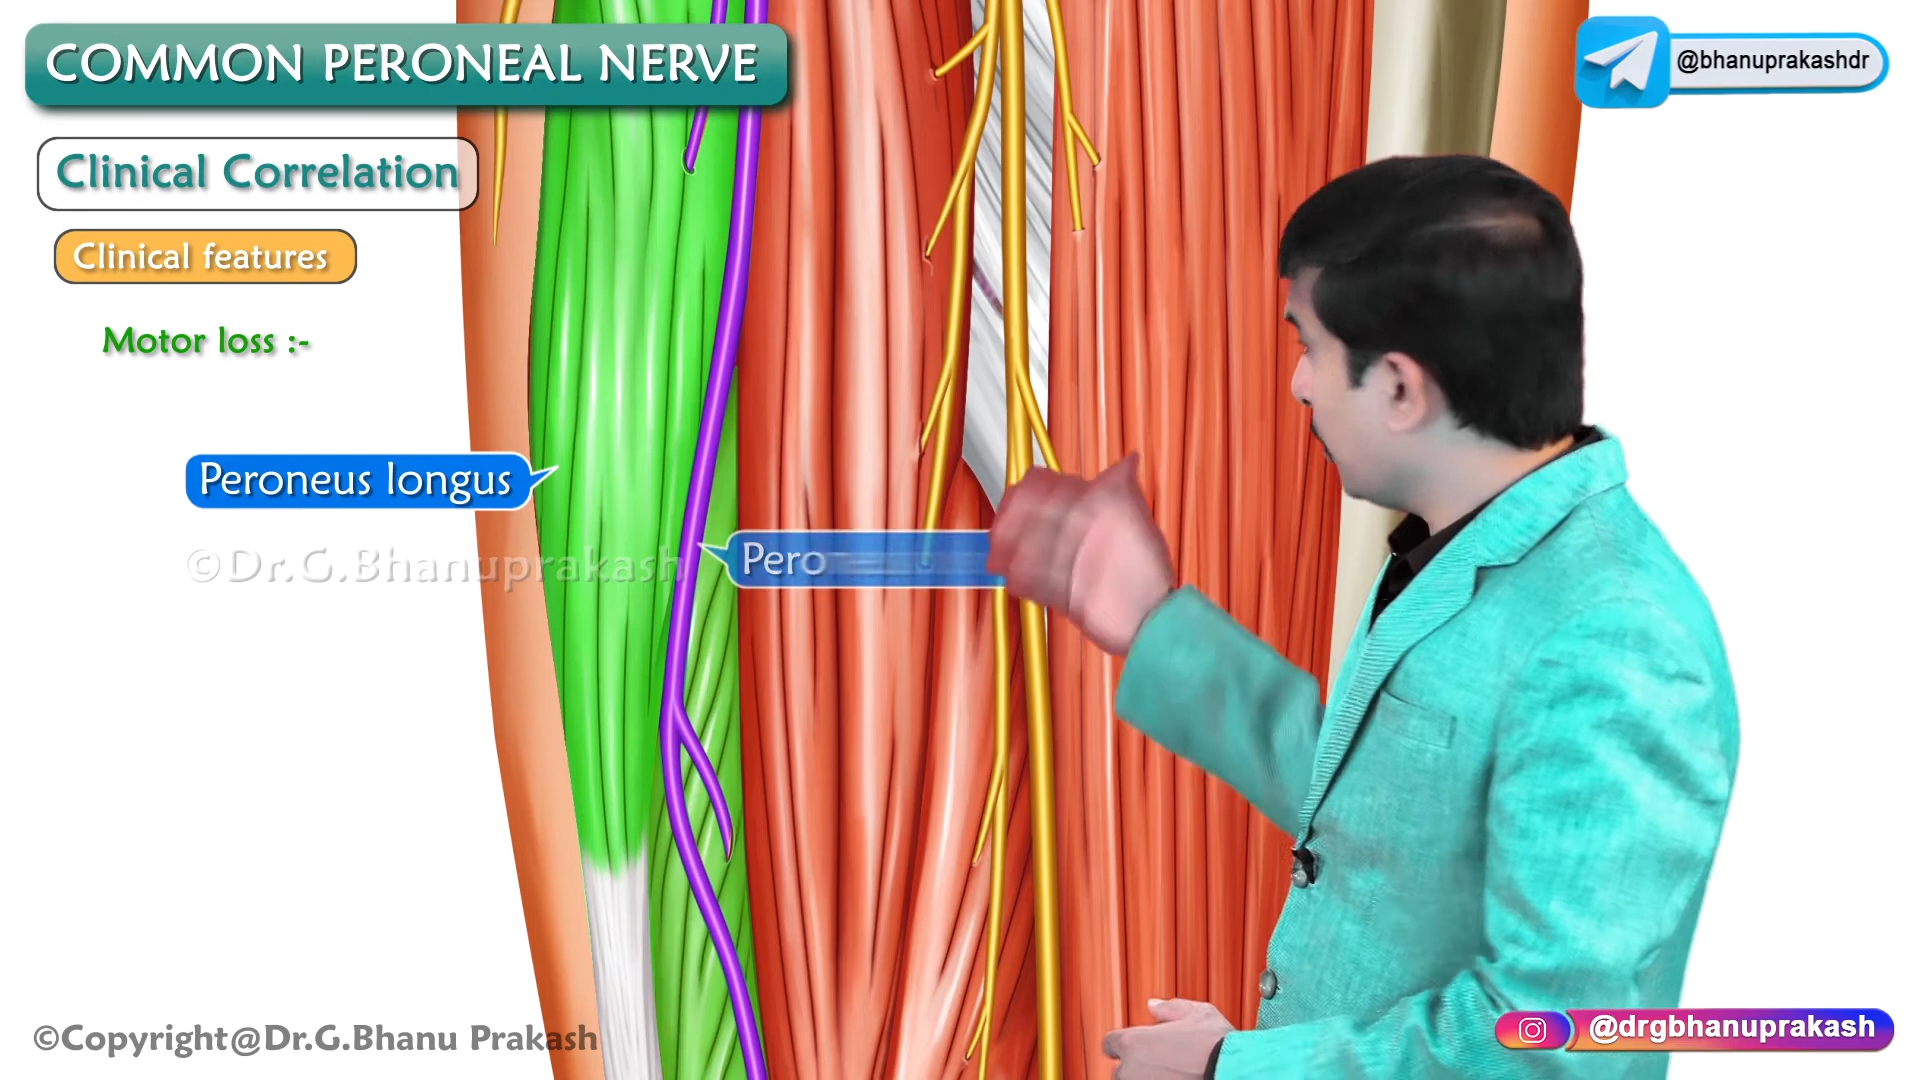 COMMON PERONEAL NERVE
@bhanuprakashdr
Clinical Correlation
Clinical features
Motor loss :-
Peroneus longus
Pero
©Dr.G.Bhanuprakash
©Copyright@Dr.G.Bhanu Prakash
@drgbhanuprakash